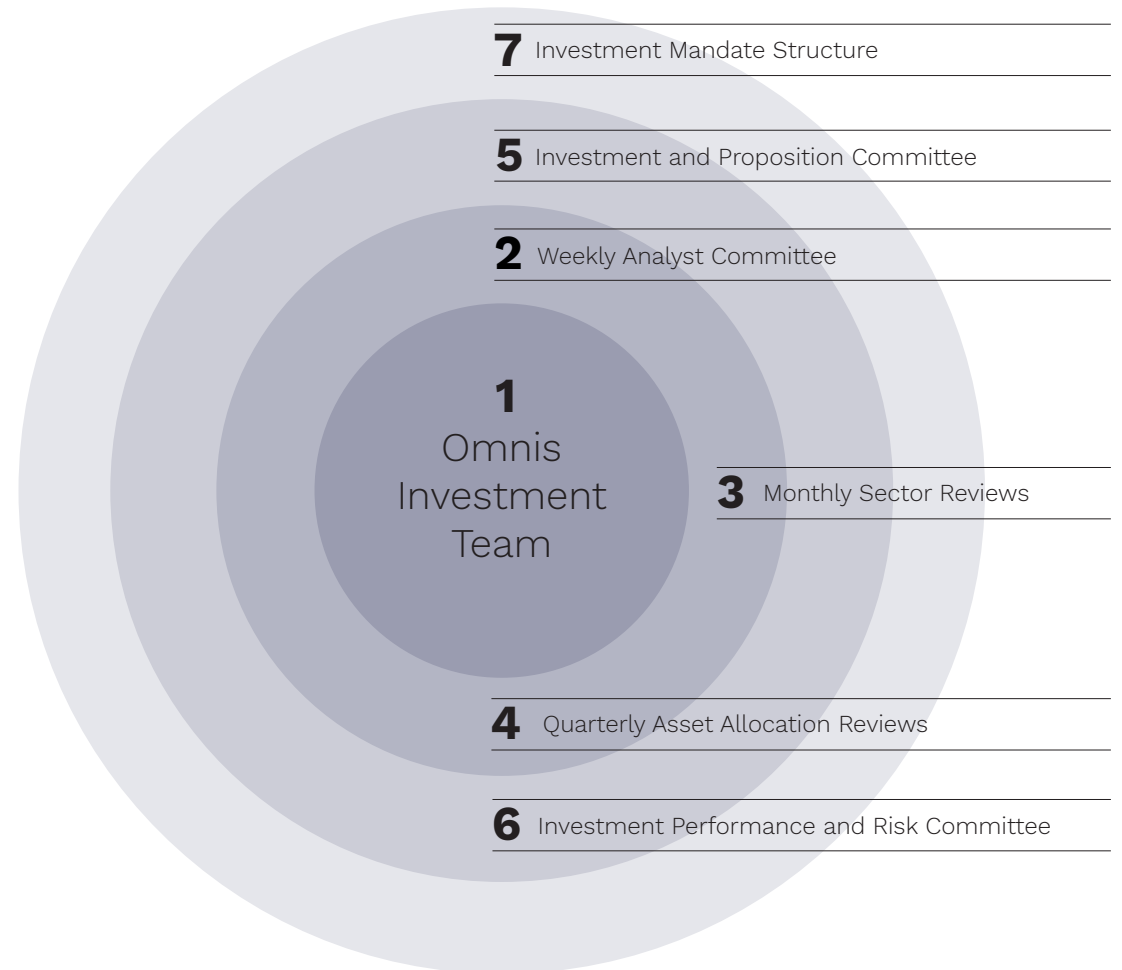 7 Investment Mandate Structure
5 Investment and Proposition Committee
2 Weekly Analyst Committee
1
Omnis
Investment
Team
3 Monthly Sector Reviews
4 Quarterly Asset Allocation Reviews
6 Investment Performance and Risk Committee